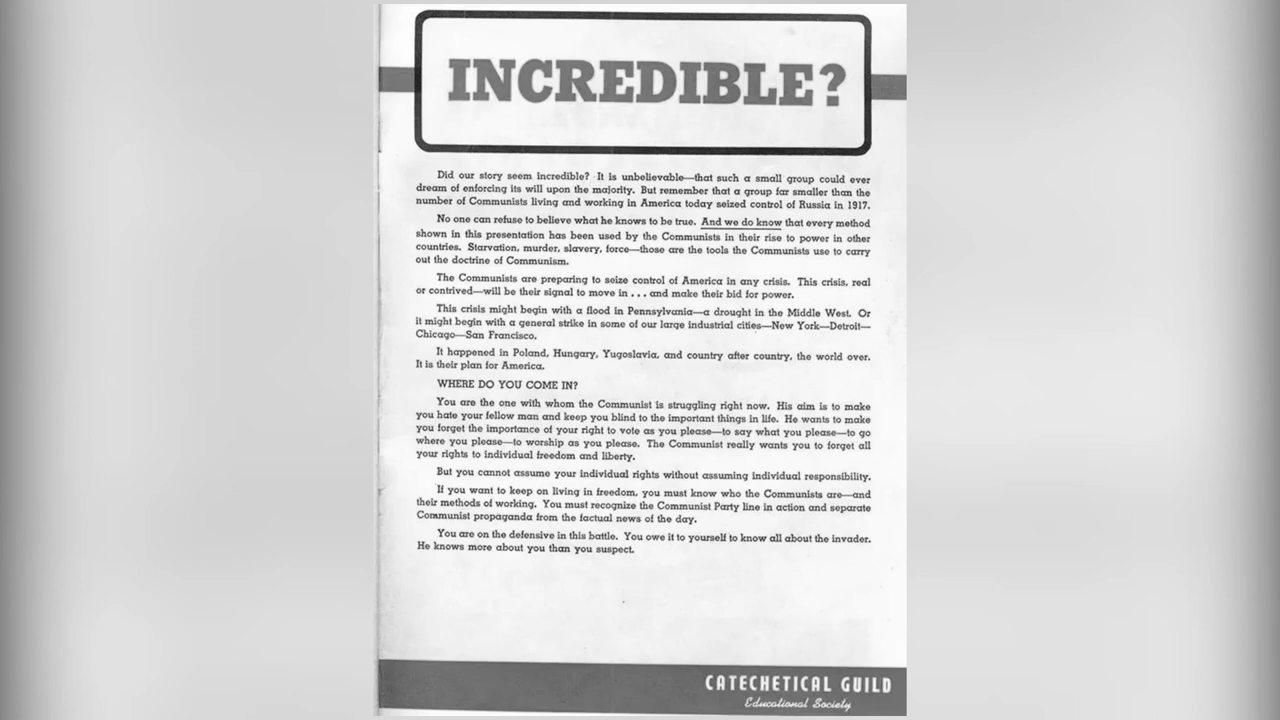 INCREDIBLE?
Did our story seem incredible? It is unbelievable—that such a small group could ever
dream of enforcing its will upon the majority. But remember that a group far smaller than the
number of Communists living and working in America today seized control of Russia in 1917.
No one can refuse to believe what he knows to be true. And we do know that every method
shown in this presentation has been used by the Communists in their rise to power in other
countries. Starvation, murder, slavery, force—those are the tools the Communists use to carry
out the doctrine of Communism.
The Communists are preparing to seize control of America in any crisis. This crisis, real
or contrived—will be their signal to move in . . . and make their bid for power.
This crisis might begin with a flood in Pennsylvania—a drought in the Middle West. Or
it might begin with a general strike in some of our large industrial cities—New York—Detroit—
Chicago—San Francisco.
It happened in Poland, Hungary, Yugoslavia, and country after country, the world over.
It is their plan for America.
WHERE DO YOU COME IN?
You are the one with whom the Communist is struggling right now. His aim is to make
you hate your fellow man and keep you blind to the important things in life. He wants to make
you forget the importance of your right to vote as you please—to say what you please—to go
where you please—to worship as you please. The Communist really wants you to forget all
your rights to individual freedom and liberty.
But you cannot assume your individual rights without assuming individual responsibility.
If you want to keep on living in freedom, you must know who the Communists are—and
their methods of working. You must recognize the Communist Party line in action and separate
Communist propaganda from the factual news of the day.
You are on the defensive in this battle. You owe it to yourself to know all about the invader.
He knows more about you than you suspect.
CATECHETICAL GUILD
Educational Society